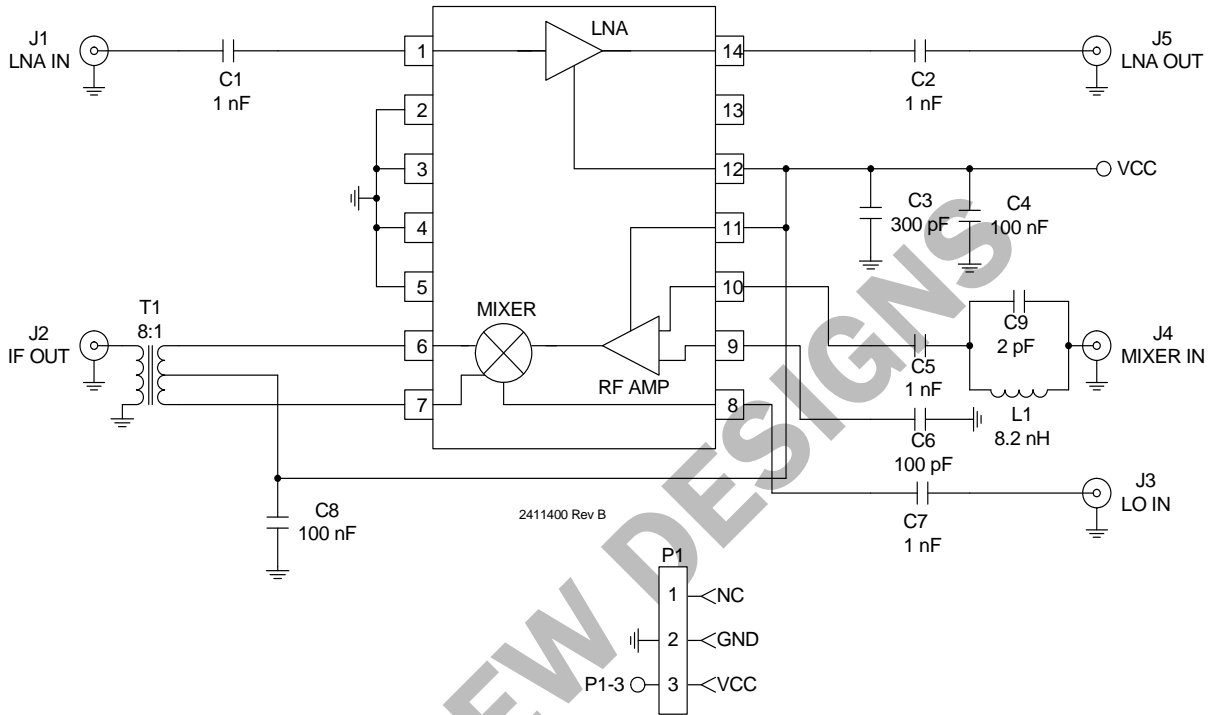 J1
LNA IN
C1
1 nF
1
2
3
4
5
6
7
LNA
MIXER
RF AMP
14
13
12
11
10
9
8
C2
1 nF
J5
LNA OUT
VCC
C3
300 pF
C4
100 nF
C5
1 nF
C9
2 pF
L1
8.2 nH
J4
MIXER IN
C6
100 pF
C7
1 nF
J3
LO IN
J2
IF OUT
T1
8:1
C8
100 nF
2411400 Rev B
P1
1
NC
2
GND
P1-3
3
VCC
EW DESIGNS